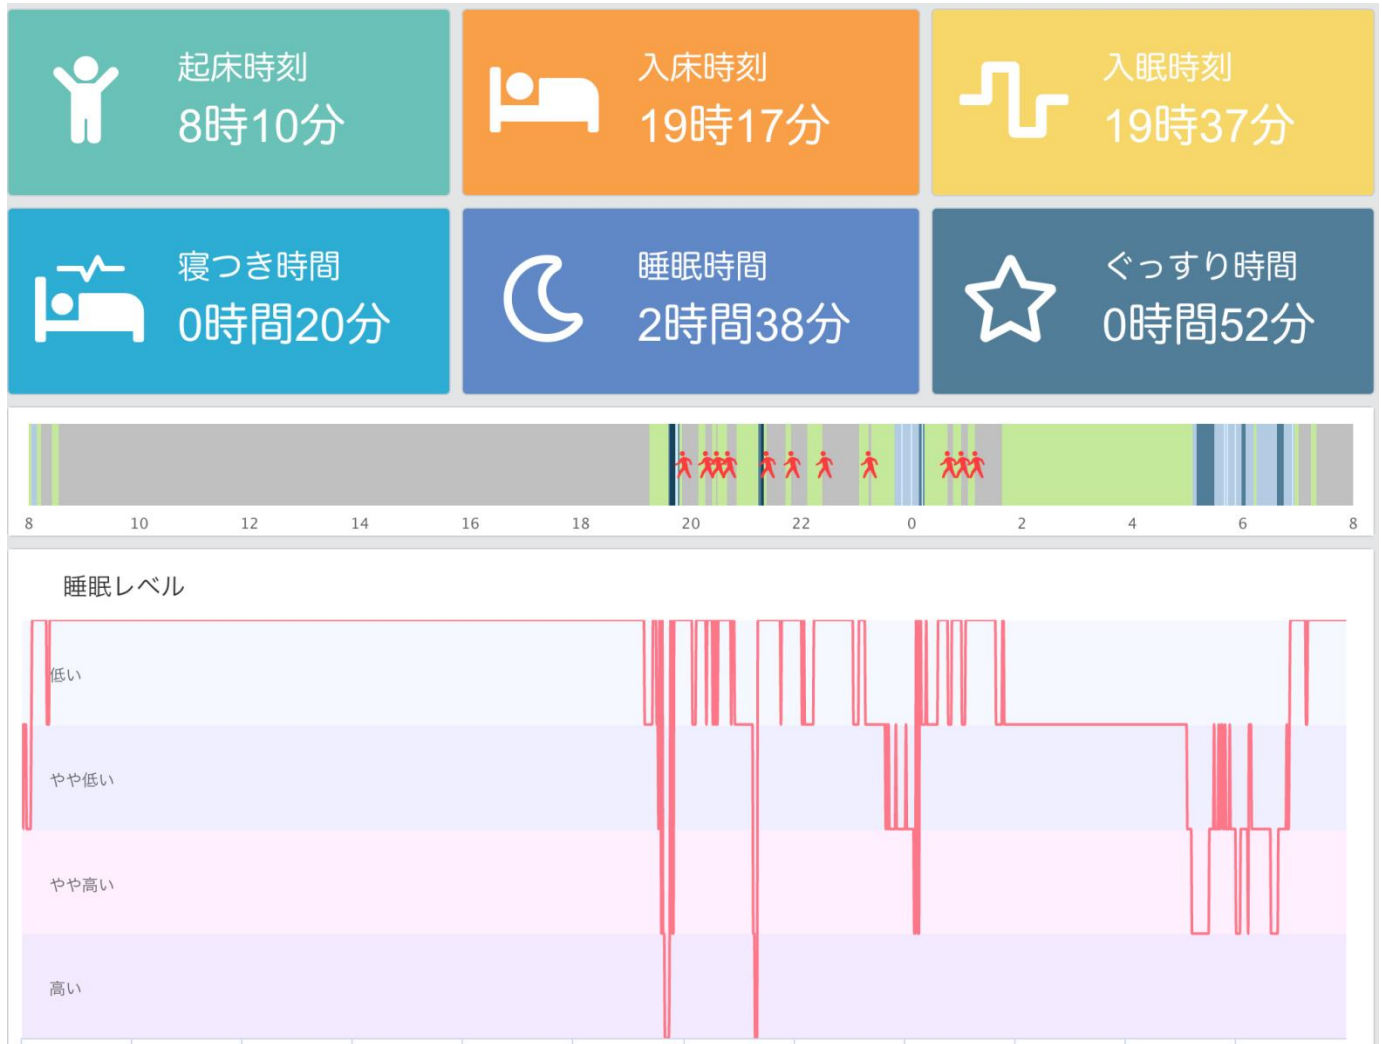 起床時刻
8時10分
入床時刻
19時17分
入眠時刻
19時37分
寝つき時間
0時間20分
睡眠時間
2時間38分
ぐっすり時間
0時間52分
8 10 12 14 16 18 20 22 0 2 4 6 8
睡眠レベル
低い
やや低い
やや高い
高い